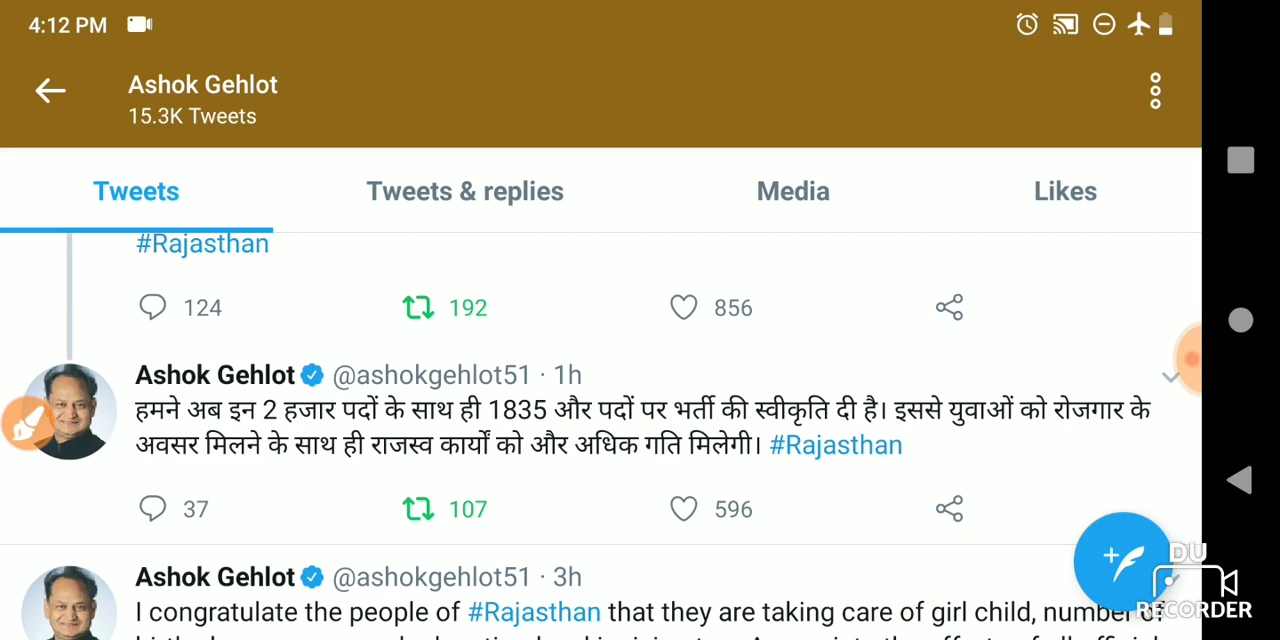 4:12 PM
Ashok Gehlot
15.3K Tweets
Tweets Tweets & replies Media Likes
#Rajasthan
124 192 856
Ashok Gehlot @ashokgehlot51 · 1h
हमने अब इन 2 हजार पदों के साथ ही 1835 और पदों पर भर्ती की स्वीकृति दी है। इससे युवाओं को रोजगार के
अवसर मिलने के साथ ही राजस्व कार्यों को और अधिक गति मिलेगी। #Rajasthan
37 107 596
DU
RECORDER
Ashok Gehlot @ashokgehlot51 · 3h
I congratulate the people of #Rajasthan that they are taking care of girl child, number of